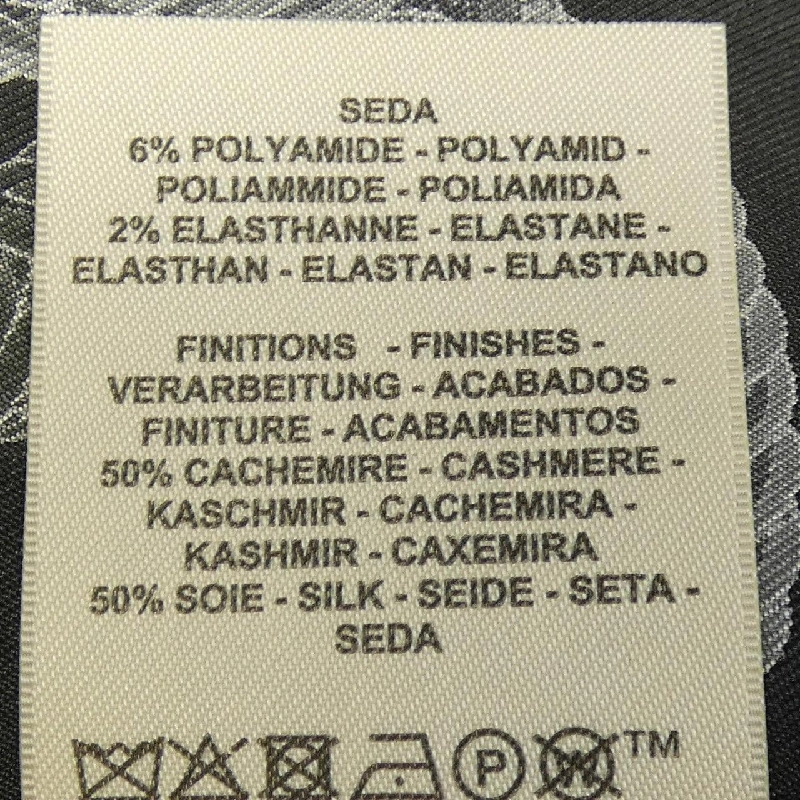 SEDA
6% POLYAMIDE - POLYAMID -
POLIAMMIDE - POLIAMIDA
2% ELASTHANNE - ELASTANE -
ELASTHAN - ELASTAN - ELASTANO
FINITIONS - FINISHES -
VERARBEITUNG - ACABADOS -
FINITURE - ACABAMENTOS
50% CACHEMIRE - CASHMERE -
KASCHMIR - CACHEMIRA -
KASHMIR - CAXEMIRA
50% SOIE - SILK - SEIDE - SETA -
SEDA
P W TM